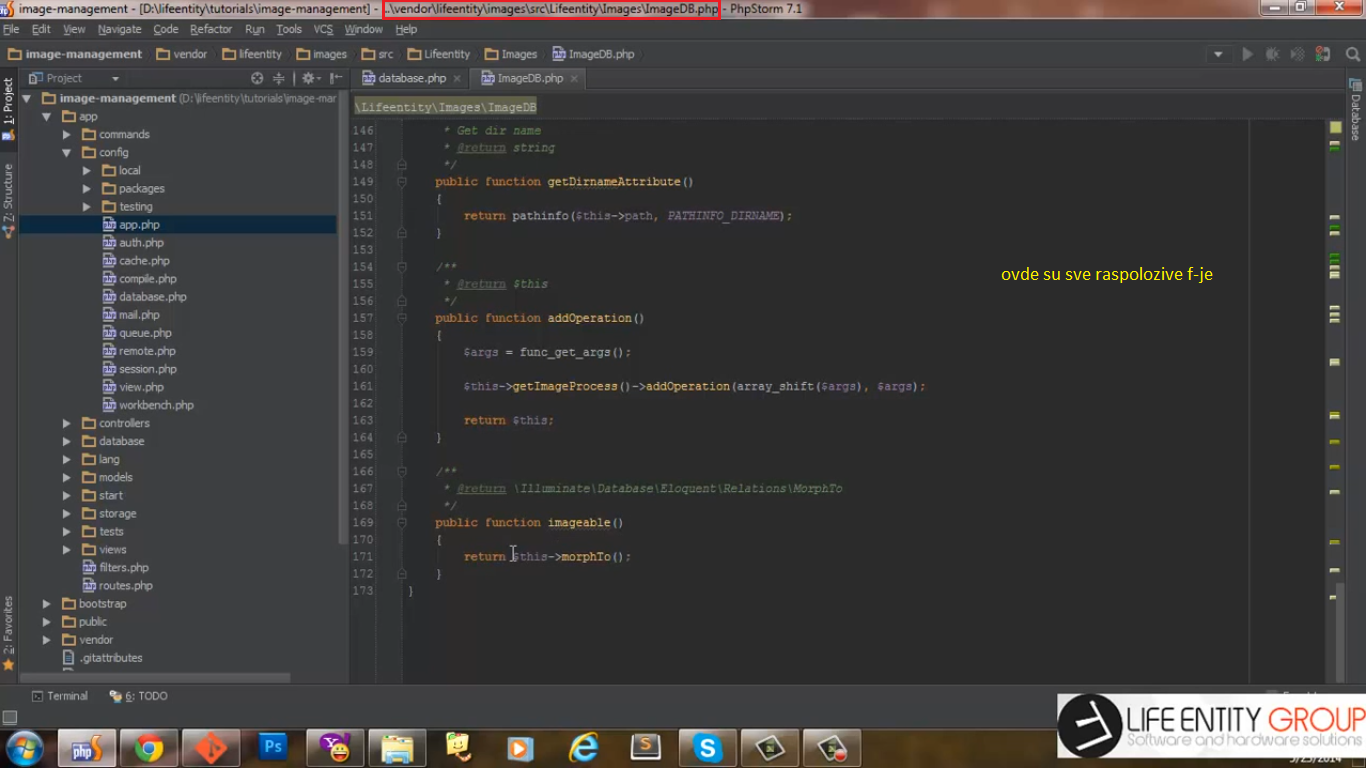 image-management - [D:\lifeentity\tutorials\image-management] - ...\vendor\lifeentity\images\src\Lifeentity\Images\ImageDB.php - PhpStorm 7.1
File Edit View Navigate Code Refactor Run Tools VCS Window Help
image-management vendor lifeentity images src Lifeentity Images ImageDB.php
Project
database.php ImageDB.php
1: Project
Z: Structure
2: Favorites
Database
image-management (D:\lifeentity\tutorials\image-mar
app
commands
config
local
packages
testing
app.php
auth.php
cache.php
compile.php
database.php
mail.php
queue.php
remote.php
session.php
view.php
workbench.php
controllers
database
lang
models
start
storage
tests
views
filters.php
routes.php
bootstrap
public
vendor
.gitattributes
\Lifeentity\Images\ImageDB
146 * Get dir name
147 * @return string
148 */
149 public function getDirnameAttribute()
150 {
151 return pathinfo($this->path, PATHINFO_DIRNAME);
152 }
153
154 /**
155 * @return $this
156 */
157 public function addOperation()
158 {
159 $args = func_get_args();
160
161 $this->getImageProcess()->addOperation(array_shift($args), $args);
162
163 return $this;
164 }
165
166 /**
167 * @return \Illuminate\Database\Eloquent\Relations\MorphTo
168 */
169 public function imageable()
170 {
171 return $this->morphTo();
172 }
173 }
ovde su sve raspolozive f-je
Terminal 6: TODO
LIFE ENTITY GROUP
Software and hardware solutions
php
Ps
S